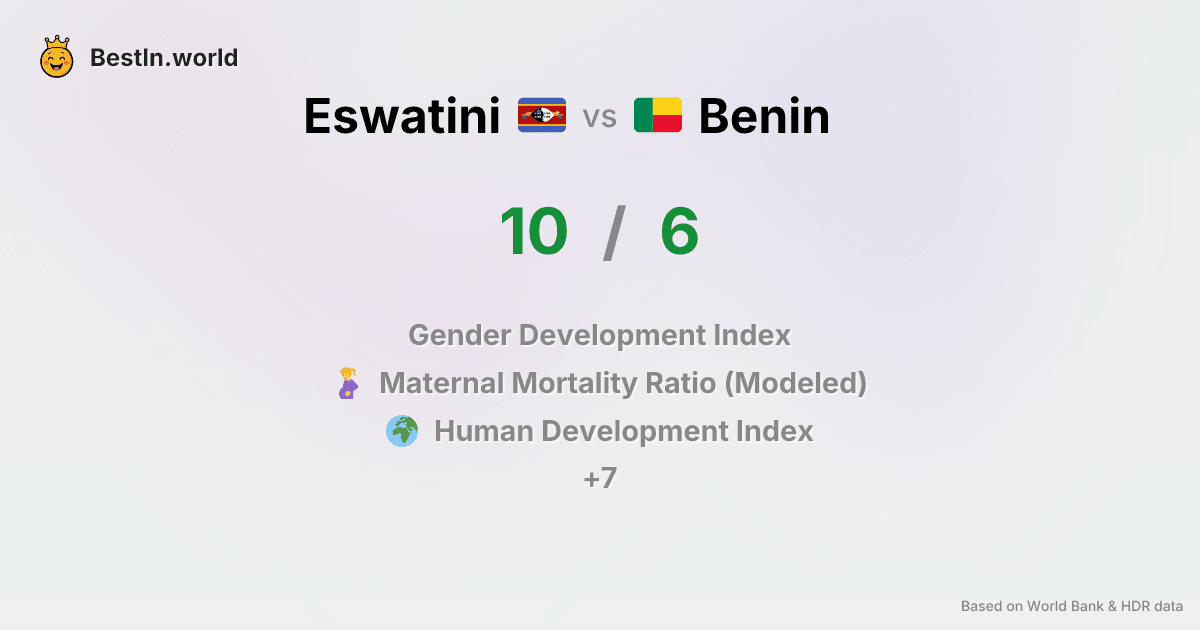 BestIn.world
Eswatini vs Benin
10 / 6
Gender Development Index
Maternal Mortality Ratio (Modeled)
Human Development Index
+7
Based on World Bank & HDR data